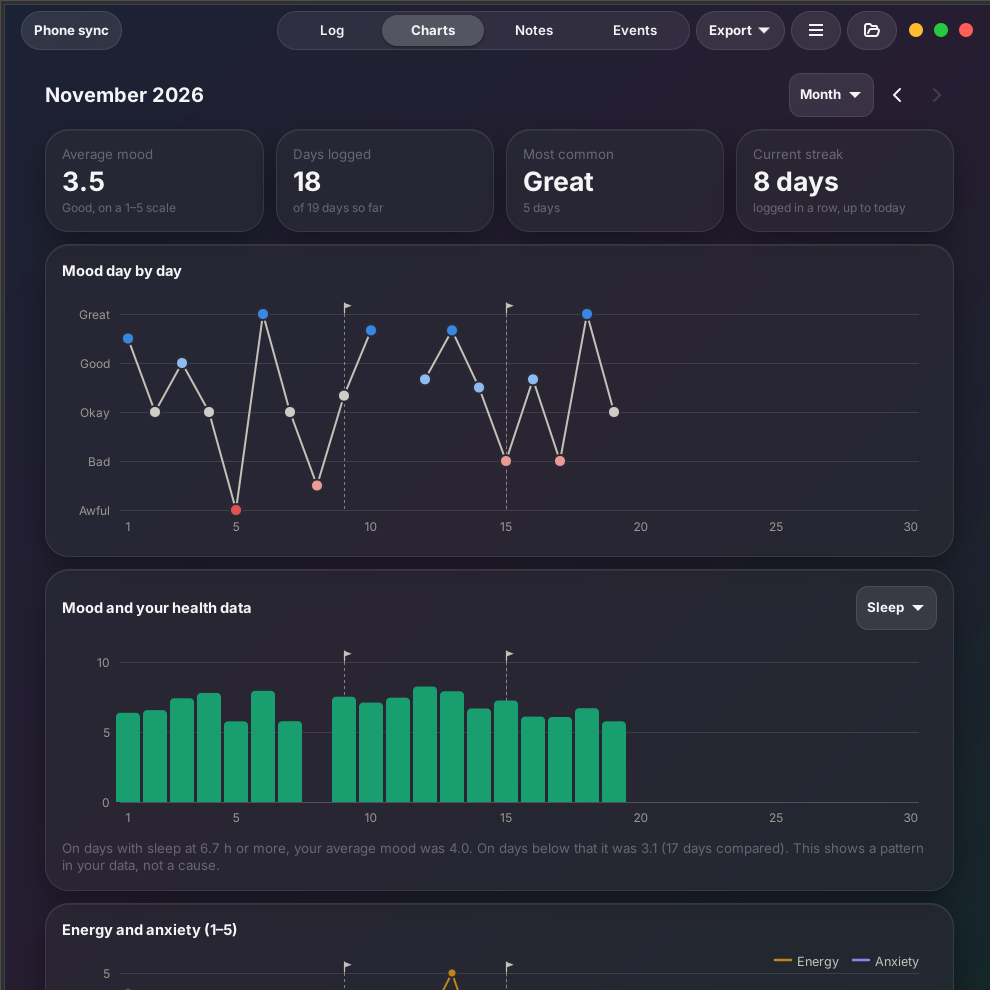 Phone sync
Log
Charts
Notes
Events
Export
November 2026
Month
Average mood
3.5
Good, on a 1–5 scale
Days logged
18
of 19 days so far
Most common
Great
5 days
Current streak
8 days
logged in a row, up to today
Mood day by day
Great
Good
Okay
Bad
Awful
1 5 10 15 20 25 30
Mood and your health data
Sleep
10
5
0
1 5 10 15 20 25 30
On days with sleep at 6.7 h or more, your average mood was 4.0. On days below that it was 3.1 (17 days compared). This shows a pattern
in your data, not a cause.
Energy and anxiety (1–5)
Energy Anxiety
5